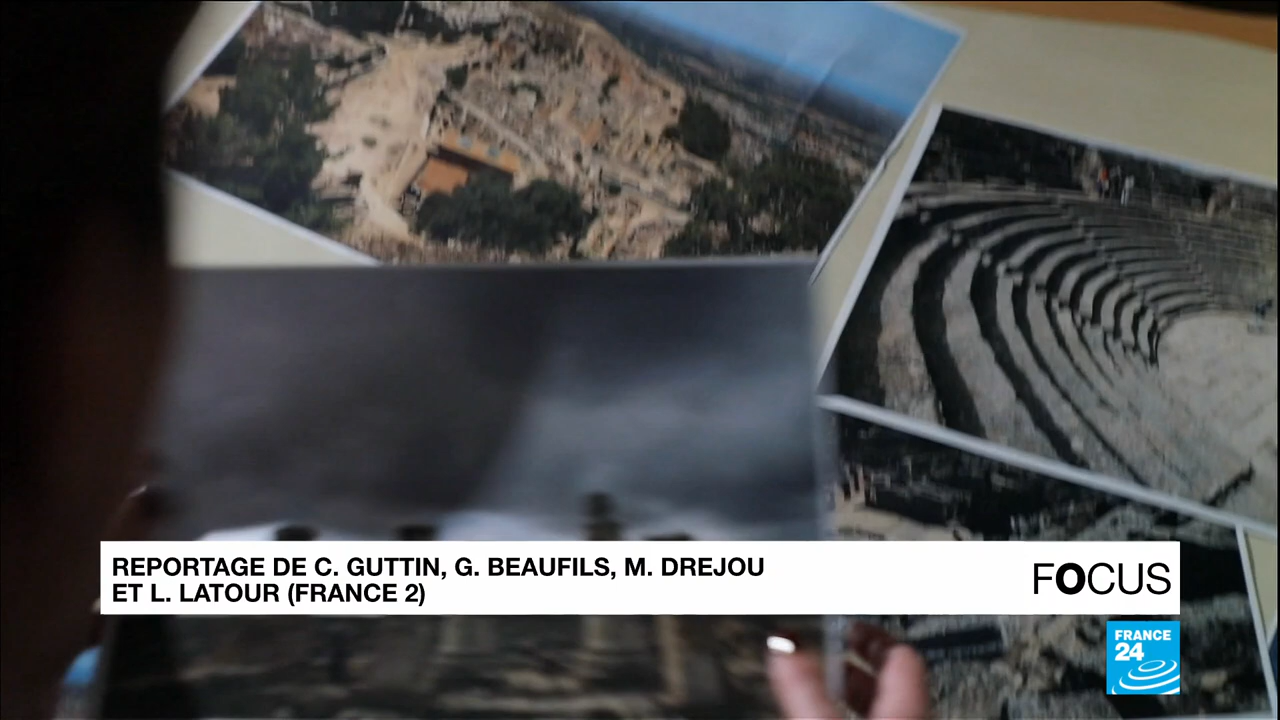 REPORTAGE DE C. GUTTIN, G. BEAUFILS, M. DREJOU
ET L. LATOUR (FRANCE 2)
FOCUS
FRANCE
24